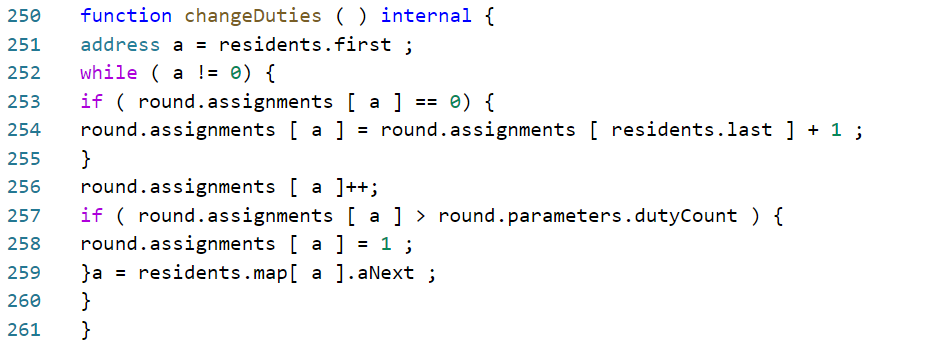 250 function changeDuties ( ) internal {
251 address a = residents.first ;
252 while ( a != 0) {
253 if ( round.assignments [ a ] == 0) {
254 round.assignments [ a ] = round.assignments [ residents.last ] + 1 ;
255 }
256 round.assignments [ a ]++;
257 if ( round.assignments [ a ] > round.parameters.dutyCount ) {
258 round.assignments [ a ] = 1 ;
259 }a = residents.map[ a ].aNext ;
260 }
261 }